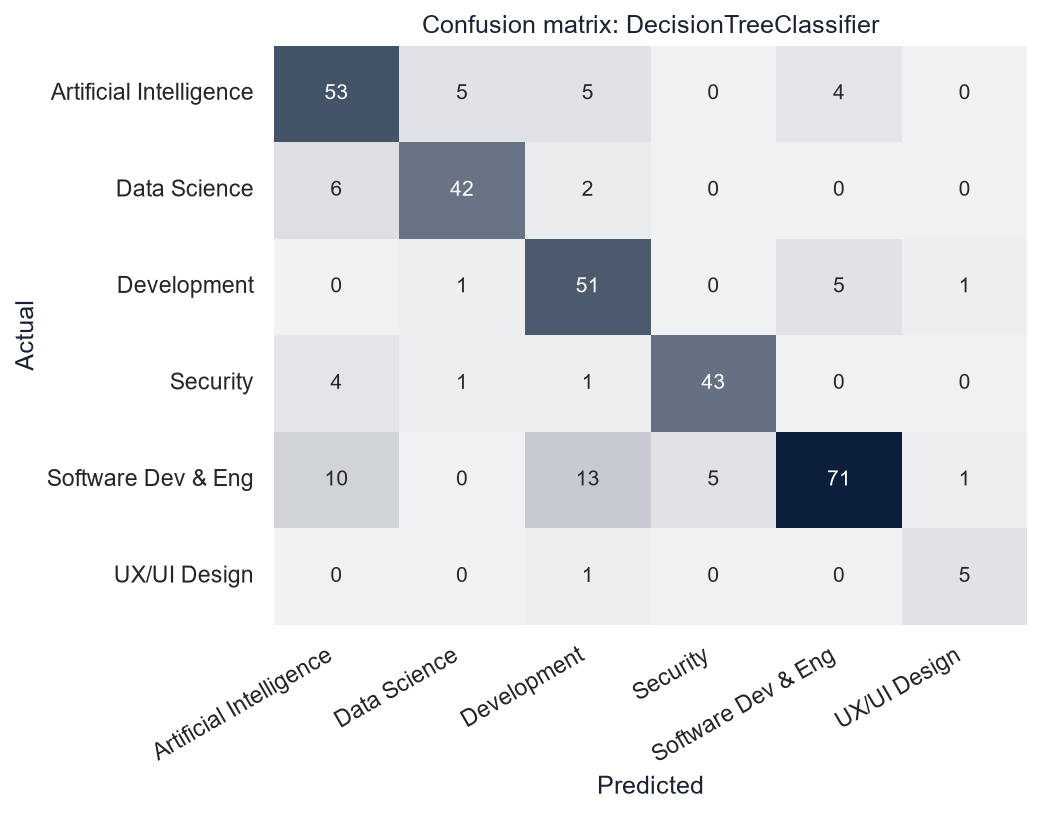 Confusion matrix: DecisionTreeClassifier
Artificial Intelligence 53 5 5 0 4 0
Data Science 6 42 2 0 0 0
Development 0 1 51 0 5 1
Actual
Security 4 1 1 43 0 0
Software Dev & Eng 10 0 13 5 71 1
UX/UI Design 0 0 1 0 0 5
Artificial Intelligence Data Science Development Security Software Dev & Eng UX/UI Design
Predicted